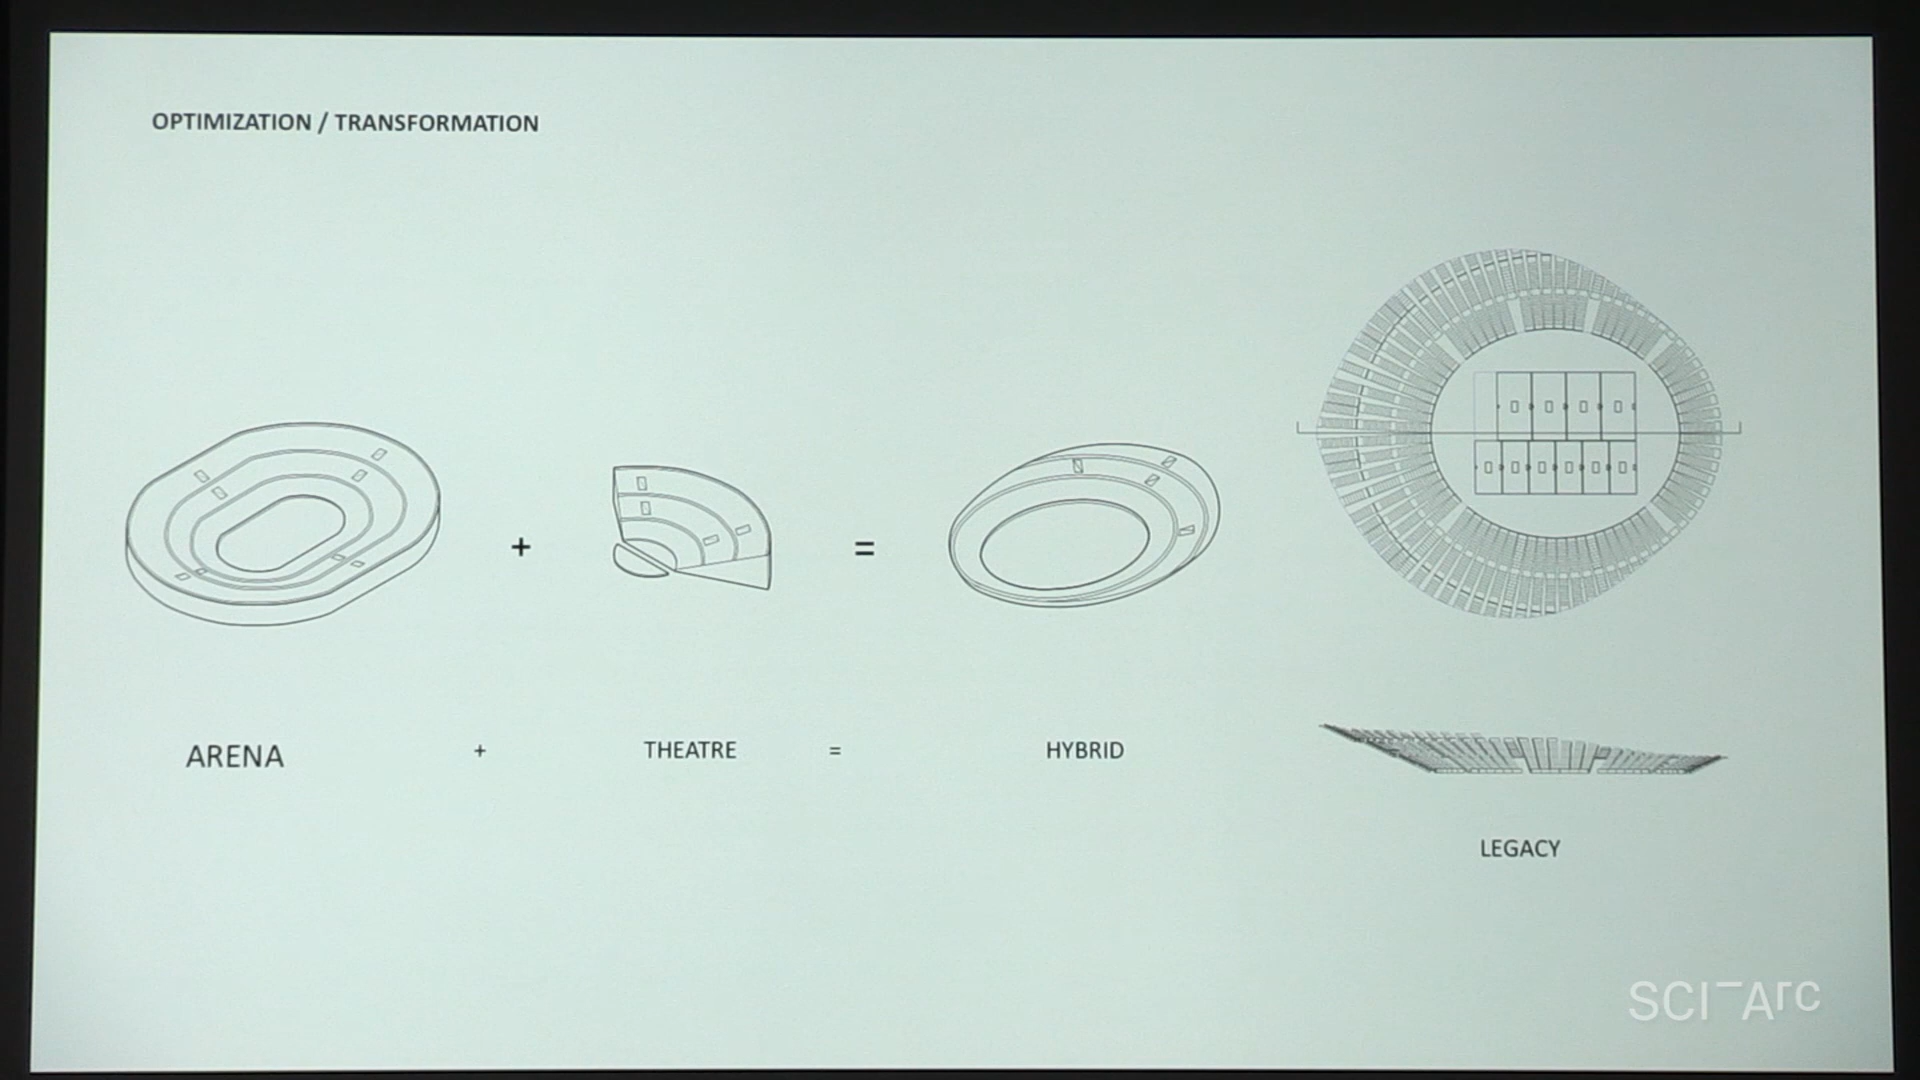 OPTIMIZATION / TRANSFORMATION
+
=
ARENA + THEATRE = HYBRID
LEGACY
SCI-Arc